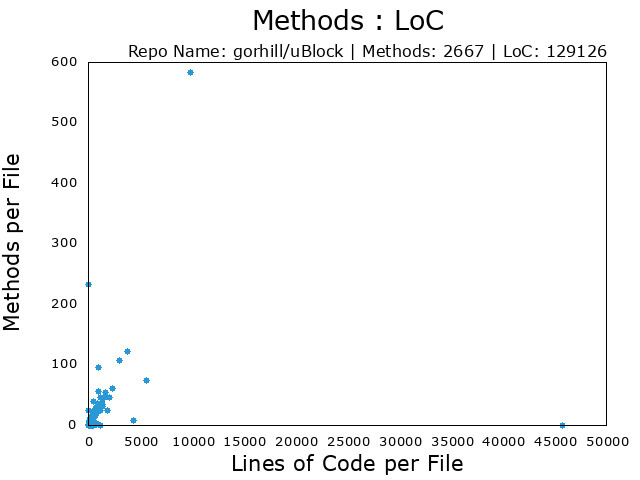 Methods : LoC
Repo Name: gorhill/uBlock | Methods: 2667 | LoC: 129126
600
500
400
300
200
100
0
Methods per File
0 5000 10000 15000 20000 25000 30000 35000 40000 45000 50000
Lines of Code per File